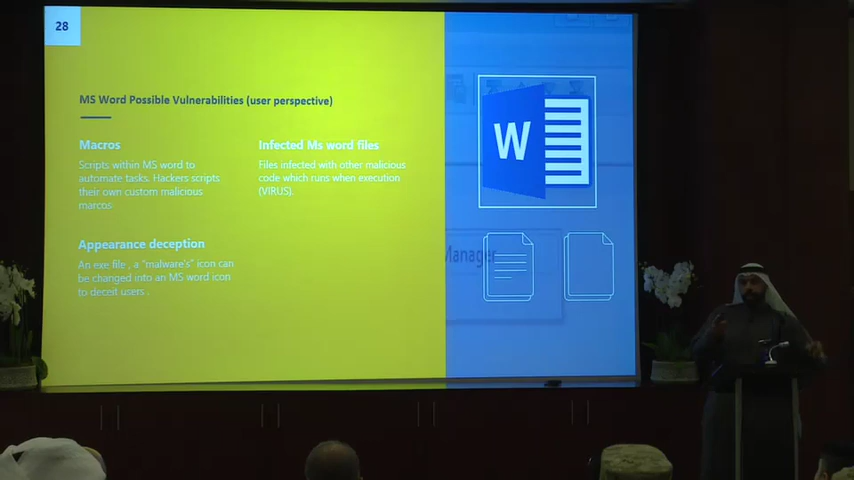 28
MS Word Possible Vulnerabilities (user perspective)
Macros
Scripts within MS word to
automate tasks. Hackers scripts
their own custom malicious
marcos
Infected Ms word files
Files infected with other malicious
code which runs when execution
(VIRUS).
Appearance deception
An exe file , a "malware's" icon can
be changed into an MS word icon
to deceit users .
W
Manager